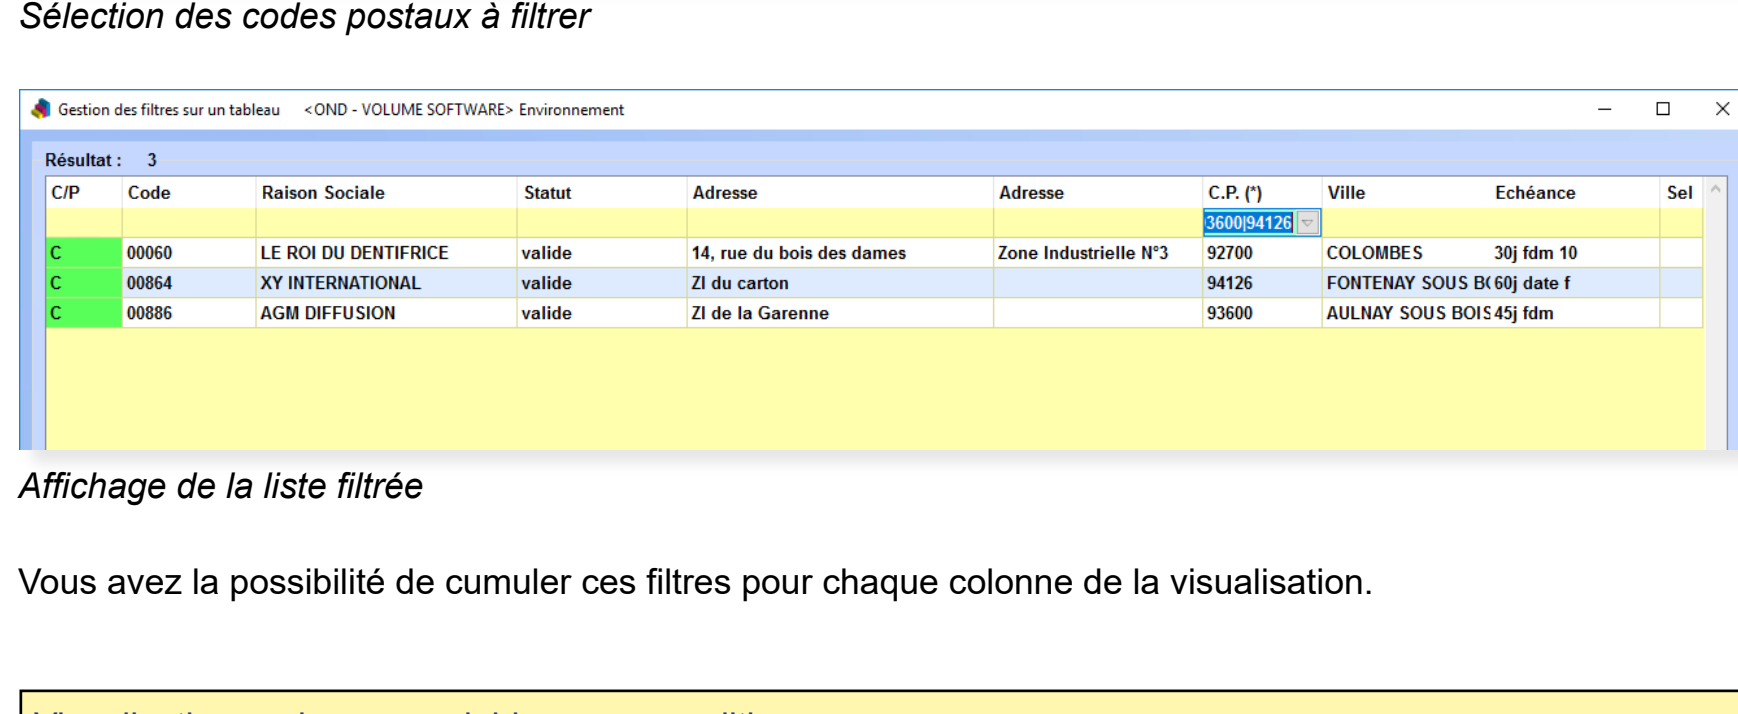 Sélection des codes postaux à filtrer
Gestion des filtres sur un tableau <OND - VOLUME SOFTWARE> Environnement
Résultat : 3
C/P Code Raison Sociale Statut Adresse Adresse C.P. (*) Ville Echéance Sel
3600|94126
C 00060 LE ROI DU DENTIFRICE valide 14, rue du bois des dames Zone Industrielle N°3 92700 COLOMBES 30j fdm 10
C 00864 XY INTERNATIONAL valide ZI du carton 94126 FONTENAY SOUS B 60j date f
C 00886 AGM DIFFUSION valide ZI de la Garenne 93600 AULNAY SOUS BOIS 45j fdm
Affichage de la liste filtrée
Vous avez la possibilité de cumuler ces filtres pour chaque colonne de la visualisation.